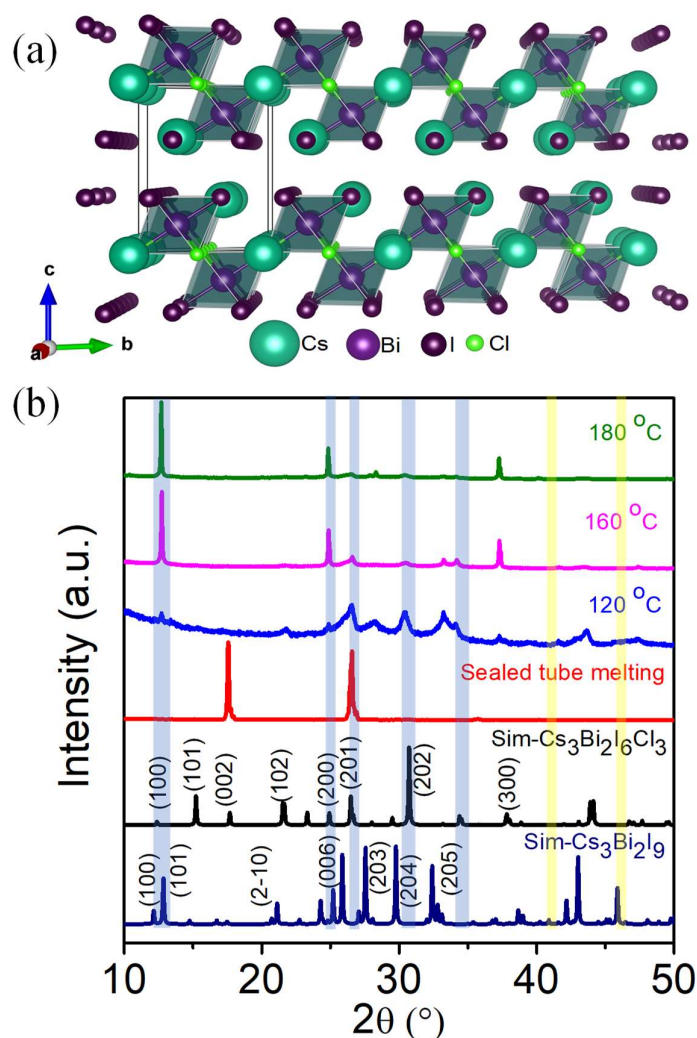 (a)
c
a
b
Cs
Bi
I
Cl
(b)
180 °C
160 °C
120 °C
Sealed tube melting
Sim-Cs₃Bi₂I₆Cl₃
(100)
(101)
(002)
(102)
(200)
(201)
(202)
(300)
Sim-Cs₃Bi₂I₉
(100)
(101)
(2-10)
(006)
(203)
(204)
(205)
Intensity (a.u.)
10
20
30
40
50
2θ (°)